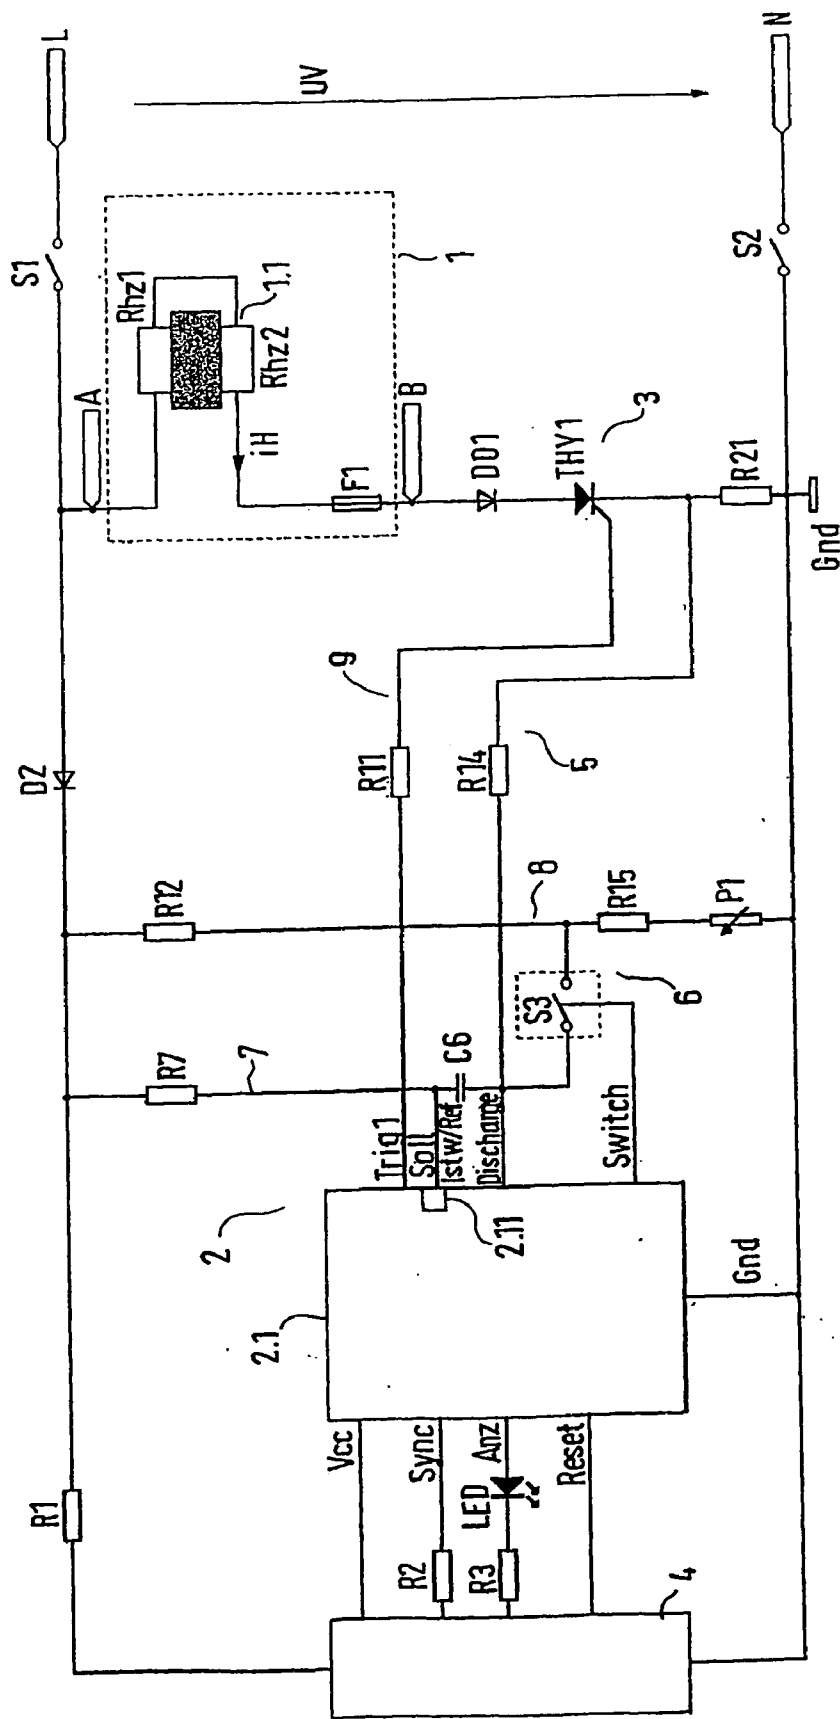 L
N
UV
S1
S2
A
Rhz1
Rhz2
1.1
1
iH
F1
B
DD1
THY1
3
R21
Gnd
D2
9
R11
R14
5
R12
8
R15
P1
6
S3
R7
7
C6
Trig1
Soll
Istw/Ref
Discharge
Switch
2
2.1
2.11
Gnd
R1
Vcc
Sync
Anz
LED
Reset
R2
R3
4